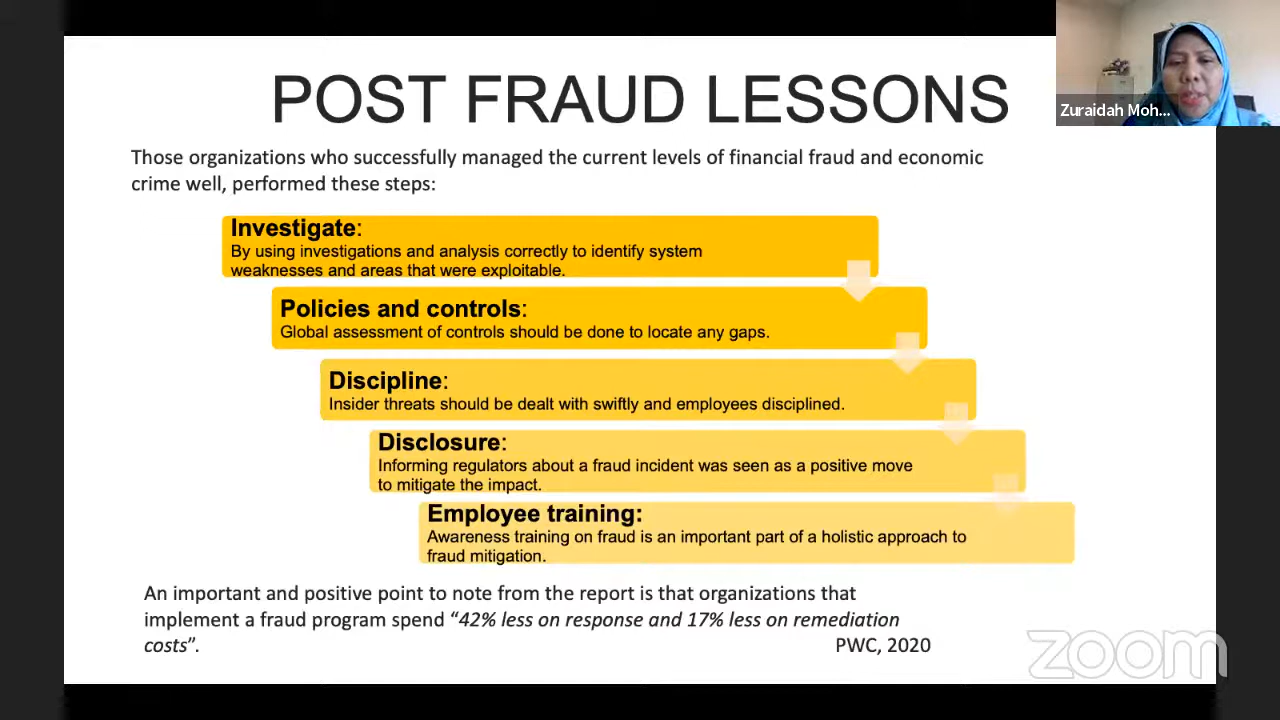 POST FRAUD LESSONS
Zuraidah Moh...
Those organizations who successfully managed the current levels of financial fraud and economic
crime well, performed these steps:
Investigate:
By using investigations and analysis correctly to identify system
weaknesses and areas that were exploitable.
Policies and controls:
Global assessment of controls should be done to locate any gaps.
Discipline:
Insider threats should be dealt with swiftly and employees disciplined.
Disclosure:
Informing regulators about a fraud incident was seen as a positive move
to mitigate the impact.
Employee training:
Awareness training on fraud is an important part of a holistic approach to
fraud mitigation.
An important and positive point to note from the report is that organizations that
implement a fraud program spend “42% less on response and 17% less on remediation
costs”.
PWC, 2020
zoom